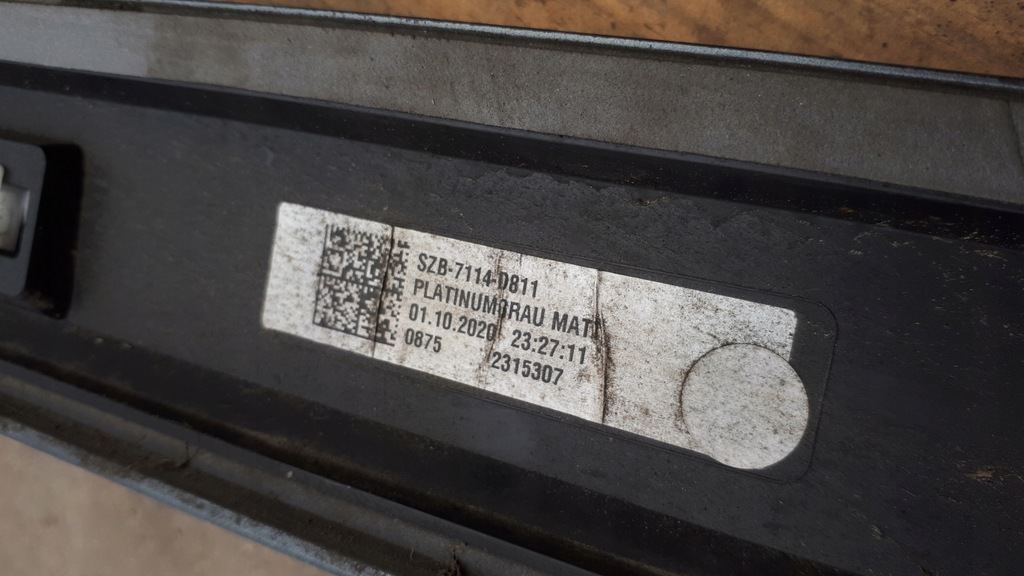 SZB-7114-D811
PLATINUMGRAU MATT
01.10.2020 23:27:11
0875 2315307